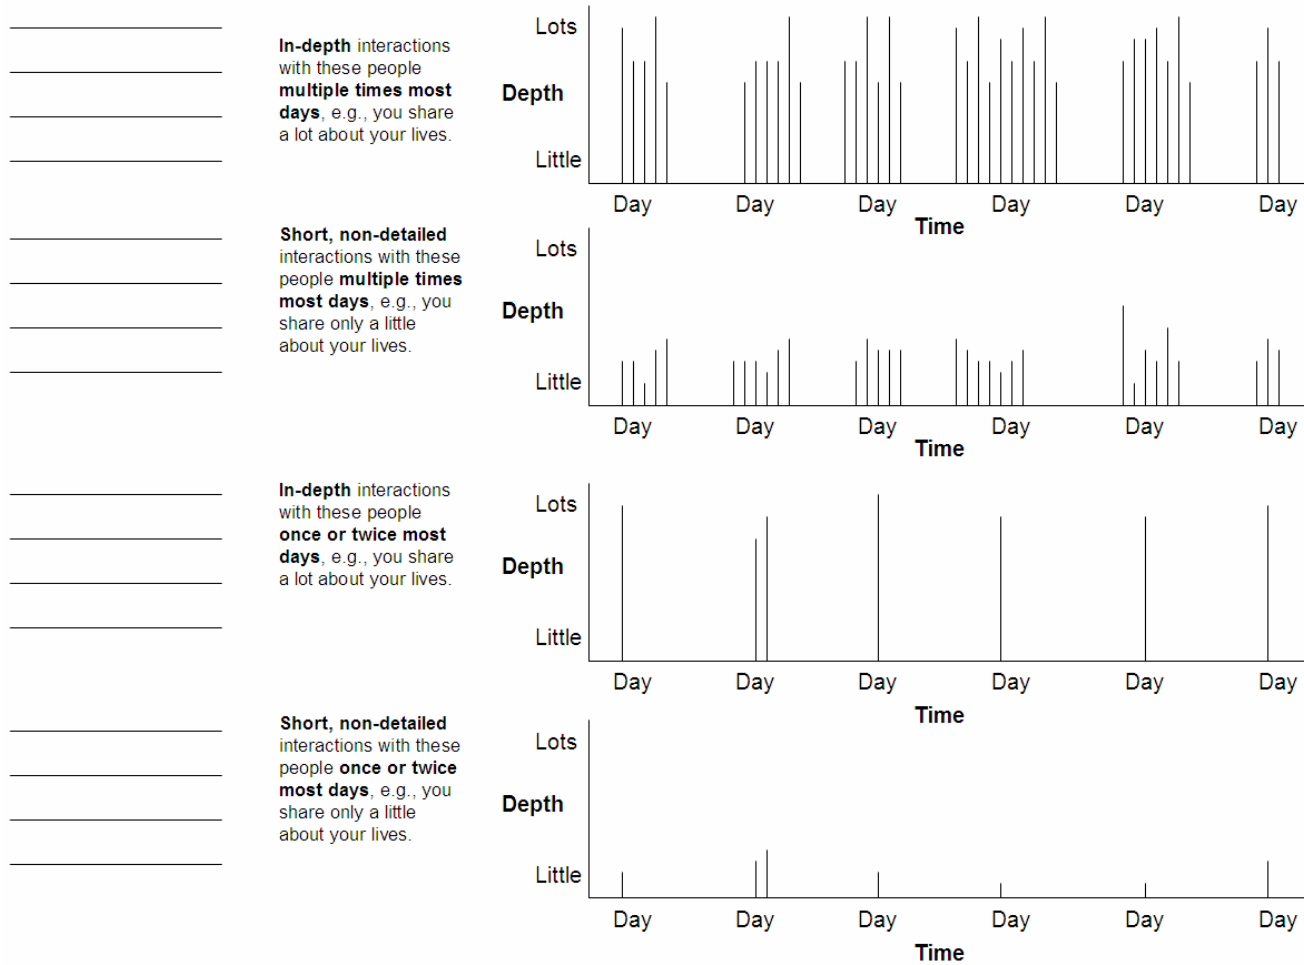 In-depth interactions
with these people
multiple times most
days, e.g., you share
a lot about your lives.
Lots
Depth
Little
Day Day Day Day Day Day
Time
Short, non-detailed
interactions with these
people multiple times
most days, e.g., you
share only a little
about your lives.
Lots
Depth
Little
Day Day Day Day Day Day
Time
In-depth interactions
with these people
once or twice most
days, e.g., you share
a lot about your lives.
Lots
Depth
Little
Day Day Day Day Day Day
Time
Short, non-detailed
interactions with these
people once or twice
most days, e.g., you
share only a little
about your lives.
Lots
Depth
Little
Day Day Day Day Day Day
Time